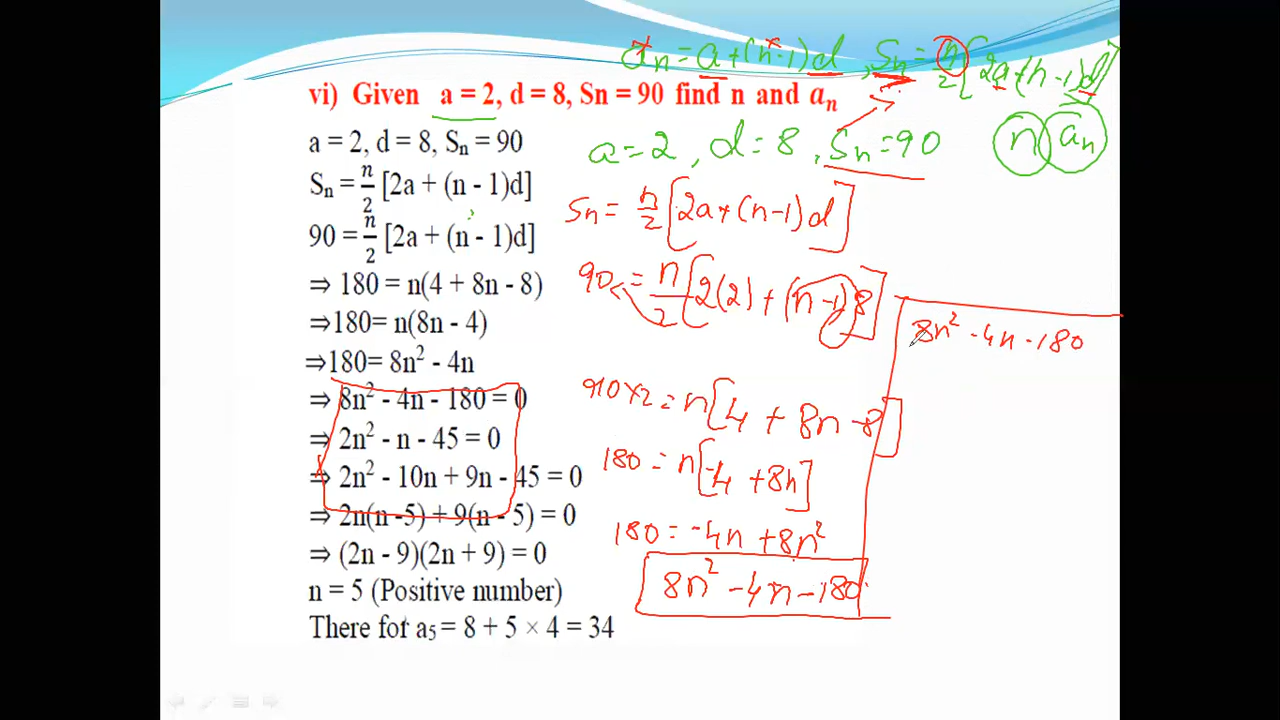 aₙ = a + (n-1)d , Sₙ = n/2 [2a + (n-1)d]
vi) Given a = 2, d = 8, Sn = 90 find n and aₙ
a = 2, d = 8, Sₙ = 90
a = 2 , d = 8 , Sₙ = 90
n aₙ
Sₙ = n/2 [2a + (n - 1)d]
Sn = n/2 [2a + (n-1)d]
90 = n/2 [2a + (n - 1)d]
90 = n/2 [2(2) + (n-1)8]
⇒ 180 = n(4 + 8n - 8)
⇒180= n(8n - 4)
8n² - 4n - 180
⇒180= 8n² - 4n
⇒ 8n² - 4n - 180 = 0
90×2 = n[4 + 8n - 8]
⇒ 2n² - n - 45 = 0
180 = n[-4 + 8n]
⇒ 2n² - 10n + 9n - 45 = 0
⇒ 2n(n -5) + 9(n - 5) = 0
180 = -4n + 8n²
⇒ (2n - 9)(2n + 9) = 0
8n² - 4n - 180
n = 5 (Positive number)
There for a₅ = 8 + 5 × 4 = 34